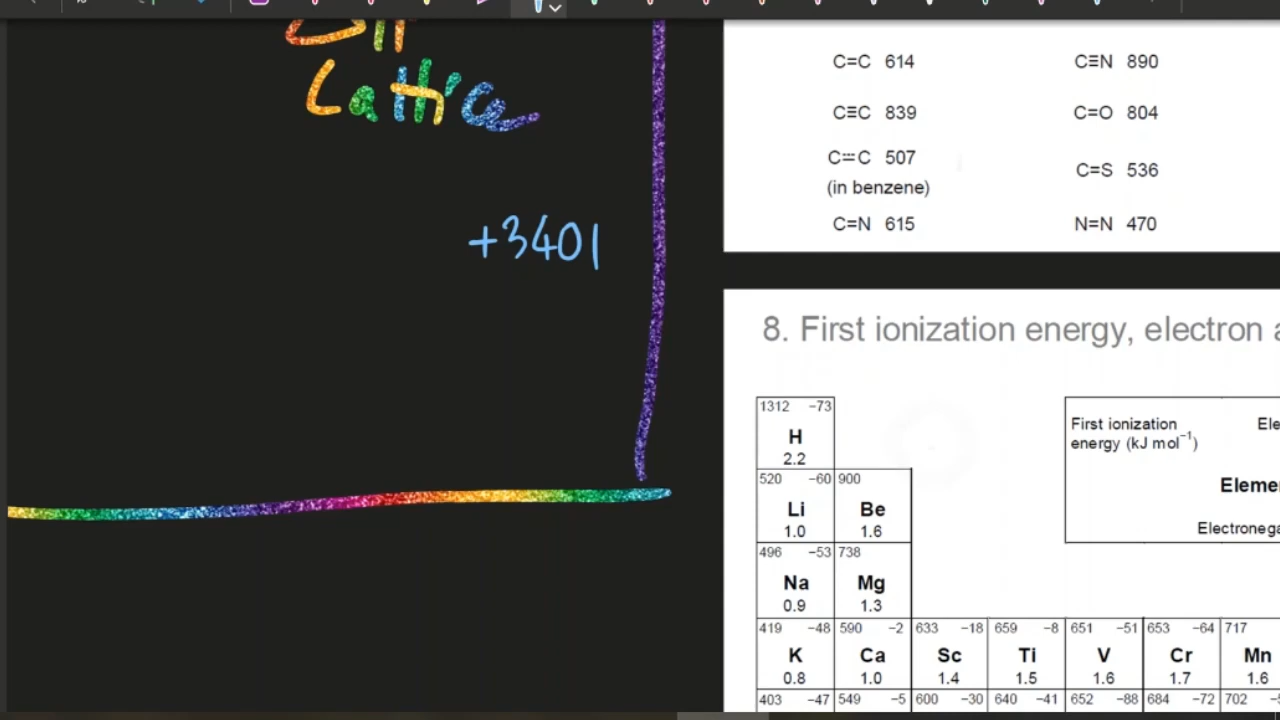 Lattice
+3401
C=C 614
C≡N 890
C≡C 839
C=O 804
C┄C 507
(in benzene)
C=S 536
C=N 615
N=N 470
8. First ionization energy, electron a
1312 –73
H
2.2
First ionization
energy (kJ mol⁻¹)
Ele
Eleme
Electronega
520 –60 900
Li Be
1.0 1.6
496 –53 738
Na Mg
0.9 1.3
419 –48 590 –2 633 –18 659 –8 651 –51 653 –64 717
K Ca Sc Ti V Cr Mn
0.8 1.0 1.4 1.5 1.6 1.7 1.6
403 –47 549 –5 600 –30 640 –41 652 –88 684 –72 702